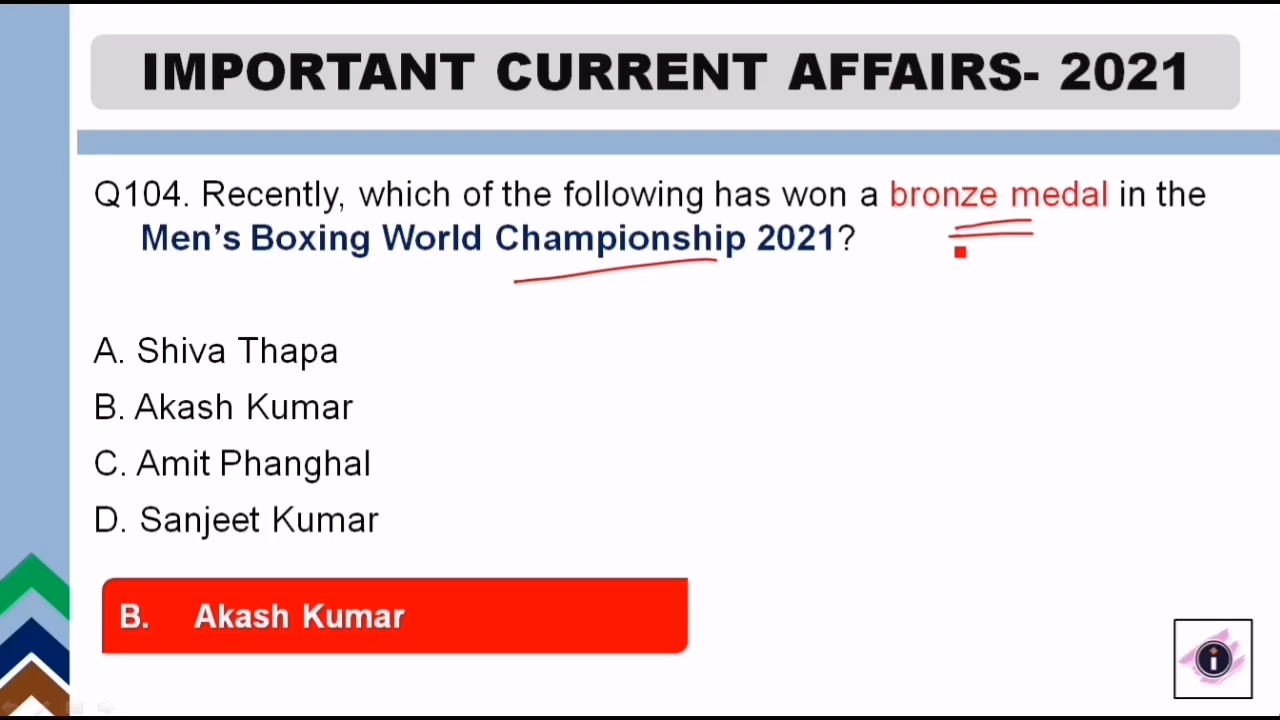 IMPORTANT CURRENT AFFAIRS- 2021
Q104. Recently, which of the following has won a bronze medal in the
Men’s Boxing World Championship 2021?
A. Shiva Thapa
B. Akash Kumar
C. Amit Phanghal
D. Sanjeet Kumar
B. Akash Kumar
i